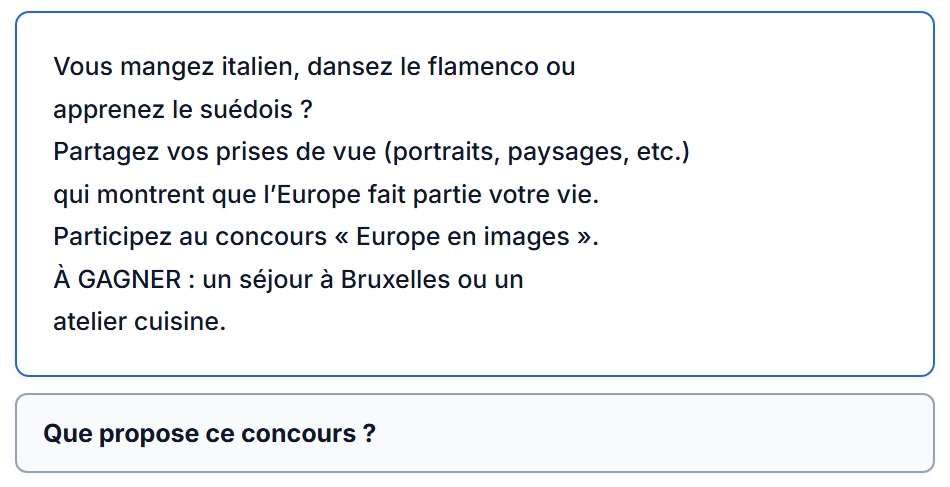 Vous mangez italien, dansez le flamenco ou
apprenez le suédois ?
Partagez vos prises de vue (portraits, paysages, etc.)
qui montrent que l’Europe fait partie votre vie.
Participez au concours « Europe en images ».
À GAGNER : un séjour à Bruxelles ou un
atelier cuisine.
Que propose ce concours ?